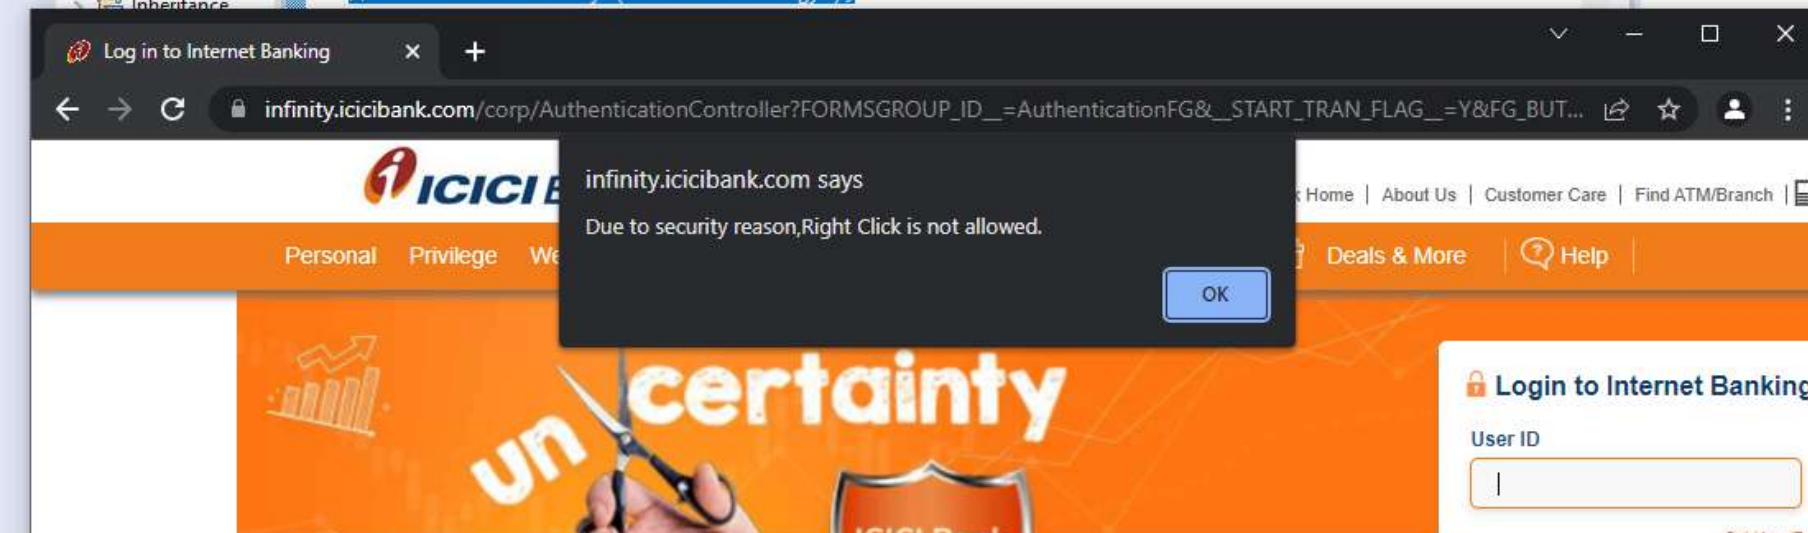 Inheritance
Log in to Internet Banking
infinity.icicibank.com/corp/AuthenticationController?FORMSGROUP_ID__=AuthenticationFG&__START_TRAN_FLAG__=Y&FG_BUT...
ICICI
infinity.icicibank.com says
Due to security reason,Right Click is not allowed.
OK
Home | About Us | Customer Care | Find ATM/Branch |
Personal Privilege We
Deals & More
Help
un
certainty
Login to Internet Banking
User ID